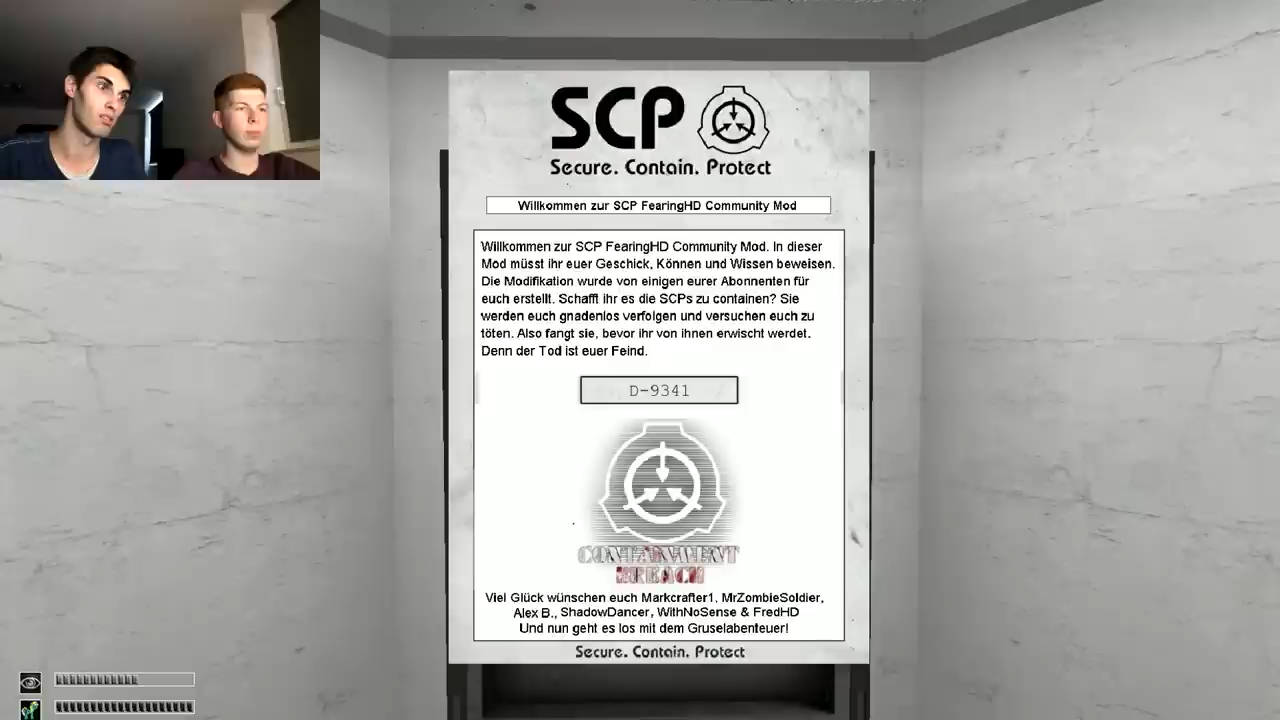 SCP
Secure. Contain. Protect
Willkommen zur SCP FearingHD Community Mod
Willkommen zur SCP FearingHD Community Mod. In dieser
Mod müsst ihr euer Geschick, Können und Wissen beweisen.
Die Modifikation wurde von einigen eurer Abonnenten für
euch erstellt. Schafft ihr es die SCPs zu containen? Sie
werden euch gnadenlos verfolgen und versuchen euch zu
töten. Also fangt sie, bevor ihr von ihnen erwischt werdet.
Denn der Tod ist euer Feind.
D-9341
CONTAINMENT
BREACH
Viel Glück wünschen euch Markcrafter1, MrZombieSoldier,
Alex B., ShadowDancer, WithNoSense & FredHD
Und nun geht es los mit dem Gruselabenteuer!
Secure. Contain. Protect